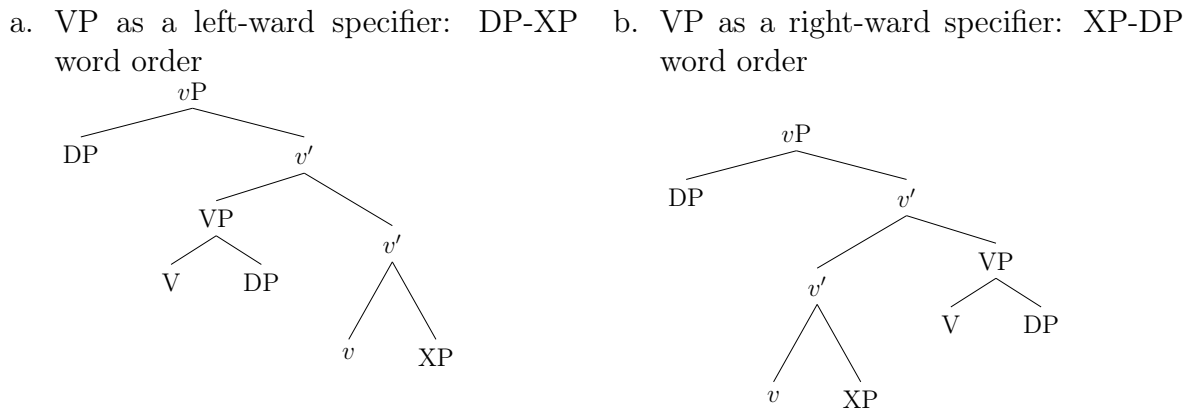 a. VP as a left-ward specifier: DP-XP word order
vP
DP
v′
VP
v′
V DP
v XP
b. VP as a right-ward specifier: XP-DP word order
vP
DP
v′
v′
VP
V DP
v XP